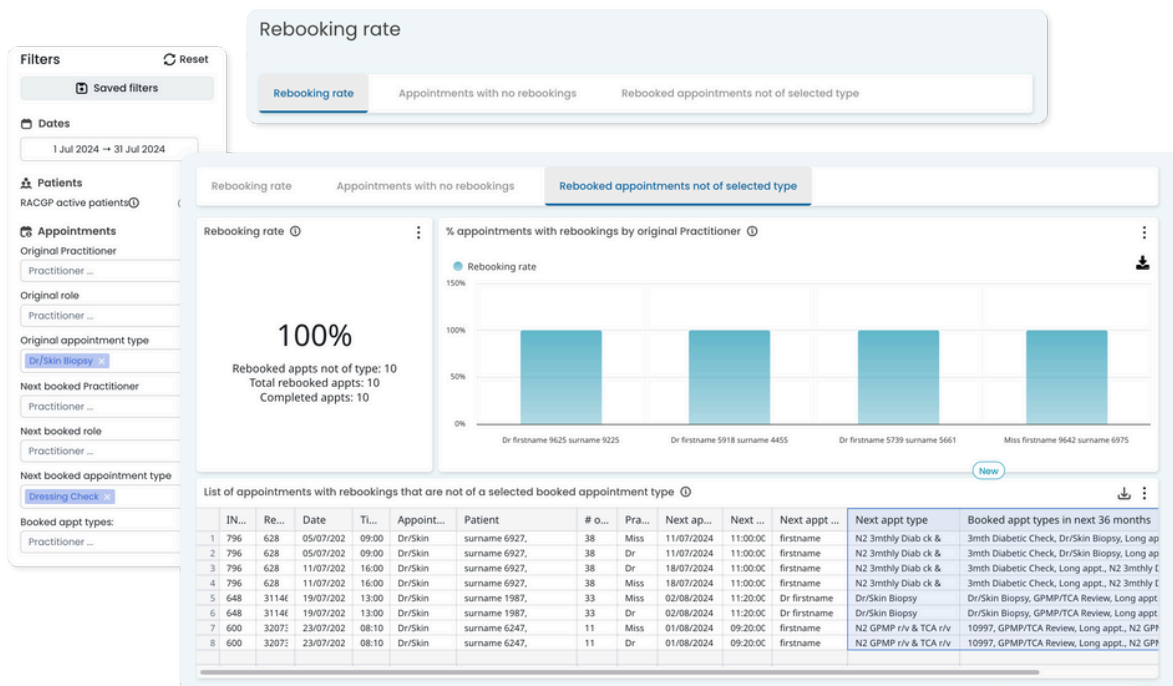 Rebooking rate
Rebooking rate Appointments with no rebookings Rebooked appointments not of selected type
Filters Reset
Saved filters
Dates
1 Jul 2024 → 31 Jul 2024
Patients
RACGP active patients
Appointments
Original Practitioner
Practitioner ...
Original role
Practitioner ...
Original appointment type
Dr/Skin Biopsy ×
Next booked Practitioner
Practitioner ...
Next booked role
Practitioner ...
Next booked appointment type
Dressing Check ×
Booked appt types:
Practitioner ...
Rebooking rate Appointments with no rebookings Rebooked appointments not of selected type
Rebooking rate
100%
Rebooked appts not of type: 10
Total rebooked appts: 10
Completed appts: 10
% appointments with rebookings by original Practitioner
Rebooking rate
150%
100%
50%
0%
Dr firstname 9625 surname 9225 Dr firstname 5918 surname 4455 Dr firstname 5739 surname 5661 Miss firstname 9642 surname 6975
New
List of appointments with rebookings that are not of a selected booked appointment type
IN... Re... Date Ti... Appoint... Patient # o... Pra... Next ap... Next ... Next appt ... Next appt type Booked appt types in next 36 months
1 796 628 05/07/202 09:00 Dr/Skin surname 6927, 38 Miss 11/07/2024 11:00:00 firstname N2 3mthly Diab ck & 3mth Diabetic Check, Dr/Skin Biopsy, Long ap
2 796 628 05/07/202 09:00 Dr/Skin surname 6927, 38 Dr 11/07/2024 11:00:00 firstname N2 3mthly Diab ck & 3mth Diabetic Check, Dr/Skin Biopsy, Long ap
3 796 628 11/07/202 16:00 Dr/Skin surname 6927, 38 Dr 18/07/2024 11:00:00 firstname N2 3mthly Diab ck & 3mth Diabetic Check, Long appt., N2 3mthly D
4 796 628 11/07/202 16:00 Dr/Skin surname 6927, 38 Miss 18/07/2024 11:00:00 firstname N2 3mthly Diab ck & 3mth Diabetic Check, Long appt., N2 3mthly D
5 648 3114 19/07/202 13:00 Dr/Skin surname 1987, 33 Miss 02/08/2024 11:20:00 Dr firstname Dr/Skin Biopsy Dr/Skin Biopsy, GPMP/TCA Review, Long appt
6 648 3114 19/07/202 13:00 Dr/Skin surname 1987, 33 Dr 02/08/2024 11:20:00 Dr firstname Dr/Skin Biopsy Dr/Skin Biopsy, GPMP/TCA Review, Long appt
7 600 3207 23/07/202 08:10 Dr/Skin surname 6247, 11 Miss 01/08/2024 09:20:00 firstname N2 GPMP r/v & TCA r/v 10997, GPMP/TCA Review, Long appt., N2 GPM
8 600 3207 23/07/202 08:10 Dr/Skin surname 6247, 11 Dr 01/08/2024 09:20:00 firstname N2 GPMP r/v & TCA r/v 10997, GPMP/TCA Review, Long appt., N2 GPM